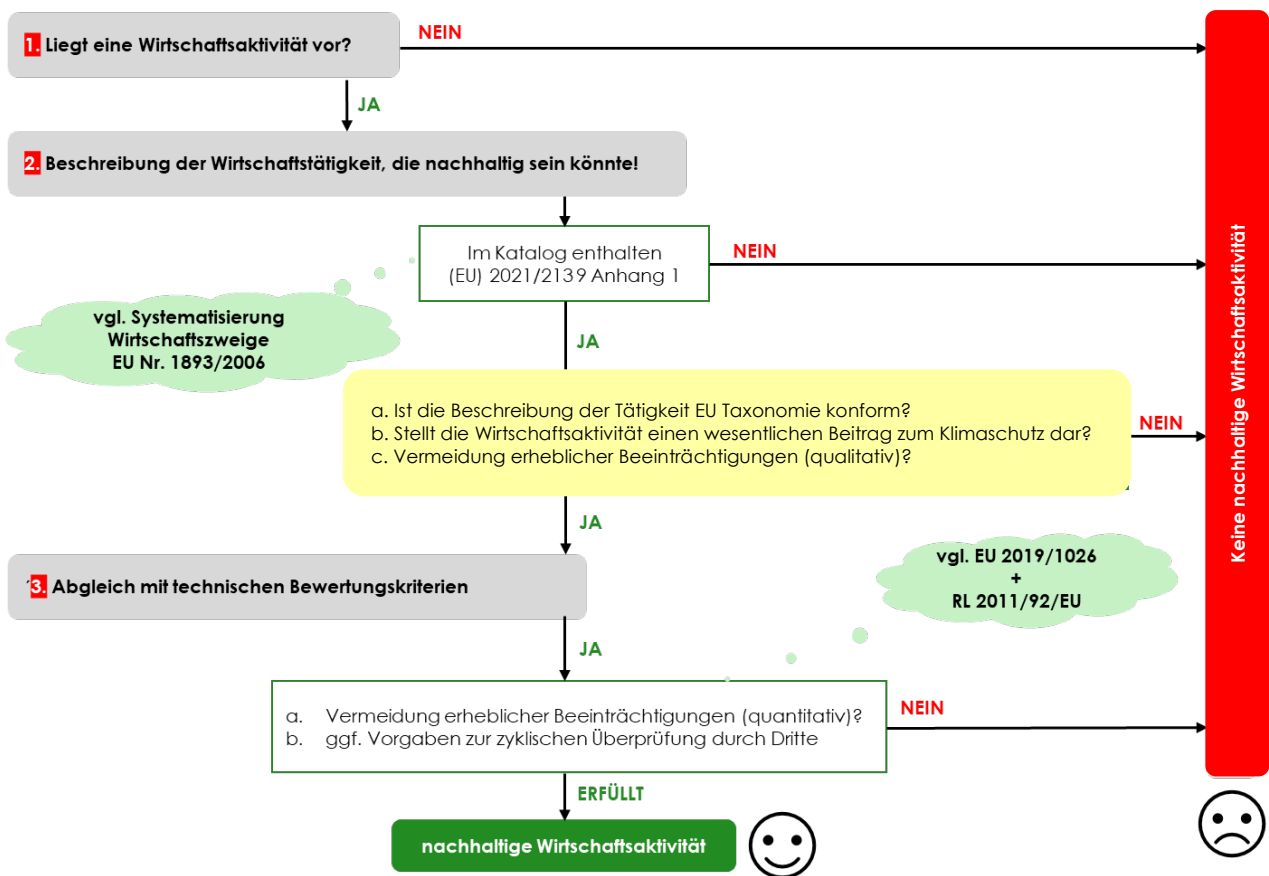 1. Liegt eine Wirtschaftsaktivität vor?
NEIN
JA
2. Beschreibung der Wirtschaftstätigkeit, die nachhaltig sein könnte!
Im Katalog enthalten
(EU) 2021/2139 Anhang 1
NEIN
vgl. Systematisierung
Wirtschaftszweige
EU Nr. 1893/2006
JA
a. Ist die Beschreibung der Tätigkeit EU Taxonomie konform?
b. Stellt die Wirtschaftsaktivität einen wesentlichen Beitrag zum Klimaschutz dar?
c. Vermeidung erheblicher Beeinträchtigungen (qualitativ)?
NEIN
JA
3. Abgleich mit technischen Bewertungskriterien
vgl. EU 2019/1026
+
RL 2011/92/EU
JA
a. Vermeidung erheblicher Beeinträchtigungen (quantitativ)?
b. ggf. Vorgaben zur zyklischen Überprüfung durch Dritte
NEIN
ERFÜLLT
nachhaltige Wirtschaftsaktivität
Keine nachhaltige Wirtschaftsaktivität